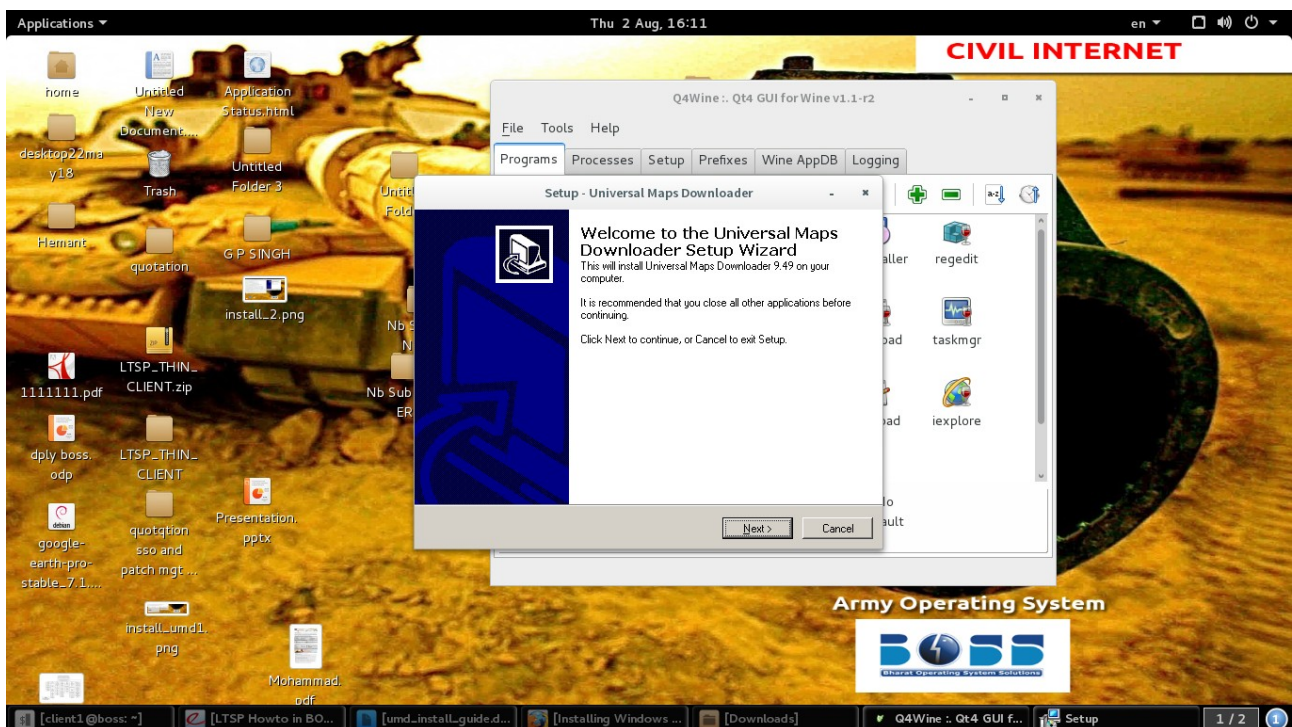 Applications
Thu 2 Aug, 16:11
en
CIVIL INTERNET
home
Untitled
New
Document....
Application
Status.html
desktop22ma
y18
Trash
Untitled
Folder 3
Hemant
quotation
G P SINGH
install_2.png
LTSP_THIN_
CLIENT.zip
1111111.pdf
Nb Sub
ER
dply boss.
odp
LTSP_THIN_
CLIENT
debian
google-
earth-pro-
stable_7.1....
quotqtion
sso and
patch mgt ...
Presentation.
pptx
install_umd1.
png
Mohammad.
pdf
Q4Wine :. Qt4 GUI for Wine v1.1-r2
File Tools Help
Programs Processes Setup Prefixes Wine AppDB Logging
a-z
regedit
taskmgr
iexplore
Setup - Universal Maps Downloader
Welcome to the Universal Maps
Downloader Setup Wizard
This will install Universal Maps Downloader 9.49 on your
computer.
It is recommended that you close all other applications before
continuing.
Click Next to continue, or Cancel to exit Setup.
Next >
Cancel
Army Operating System
BOSS
Bharat Operating System Solutions
[client1@boss: ~]
[LTSP Howto in BO...
[umd_install_guide.d...
[Installing Windows ...
[Downloads]
Q4Wine :. Qt4 GUI f...
Setup
1 / 2
1